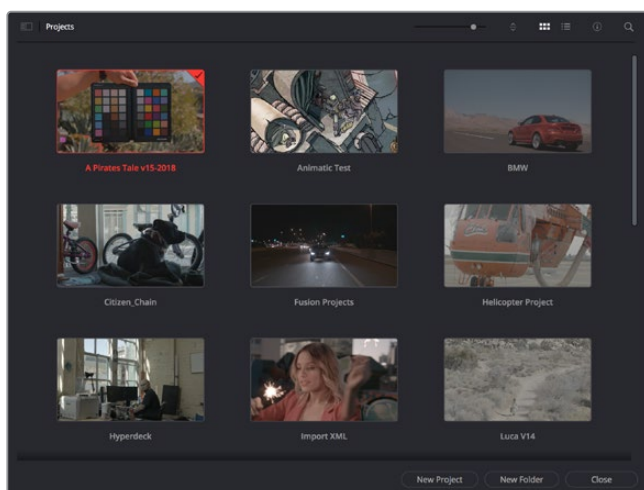 Projects
A Pirates Tale v15-2018
Animatic Test
BMW
Citizen_Chain
Fusion Projects
Helicopter Project
Hyperdeck
Import XML
Luca V14
New Project
New Folder
Close